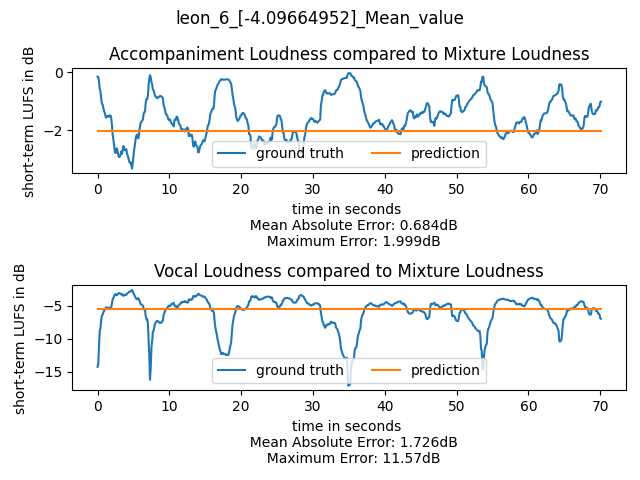 leon_6_[-4.09664952]_Mean_value
Accompaniment Loudness compared to Mixture Loudness
short-term LUFS in dB
0
−2
ground truth
prediction
0 10 20 30 40 50 60 70
time in seconds
Mean Absolute Error: 0.684dB
Maximum Error: 1.999dB
Vocal Loudness compared to Mixture Loudness
short-term LUFS in dB
−5
−10
−15
ground truth
prediction
0 10 20 30 40 50 60 70
time in seconds
Mean Absolute Error: 1.726dB
Maximum Error: 11.57dB